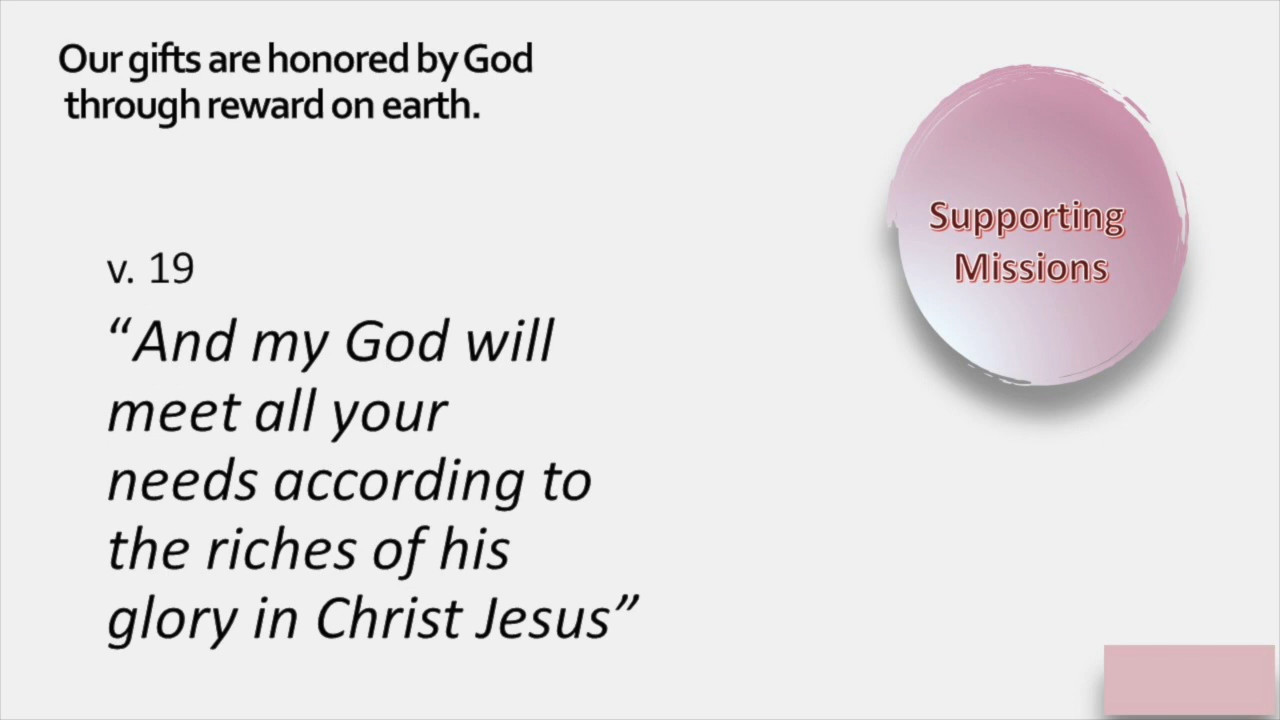 Our gifts are honored by God
through reward on earth.
Supporting
Missions
v. 19
“And my God will
meet all your
needs according to
the riches of his
glory in Christ Jesus”